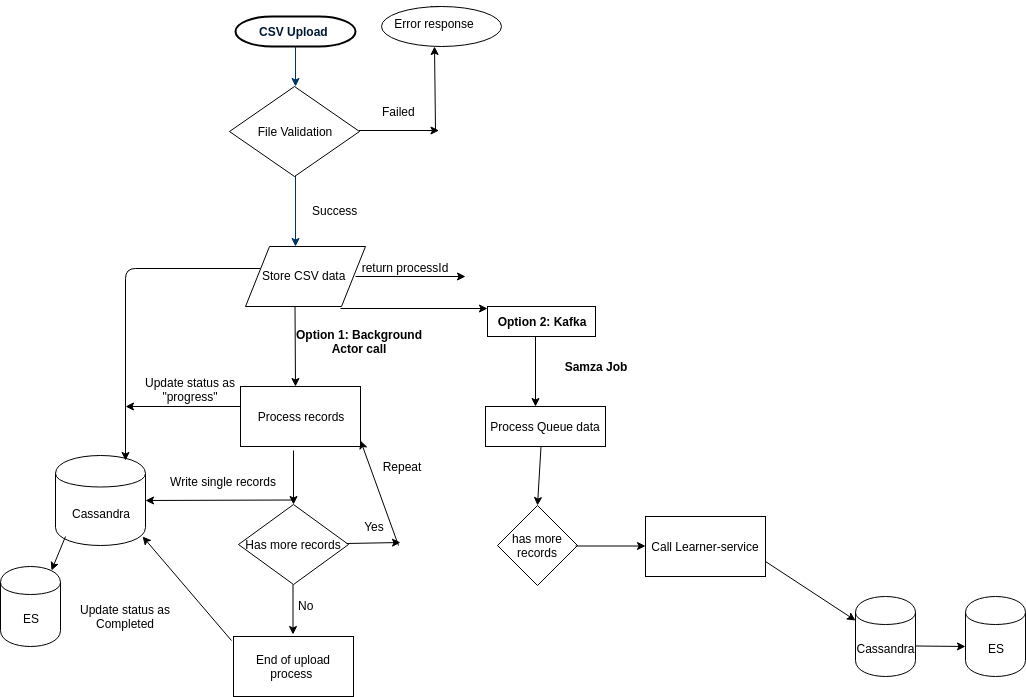 CSV Upload
Error response
Failed
File Validation
Success
return processId
Store CSV data
Option 2: Kafka
Option 1: Background
Actor call
Samza Job
Update status as
"progress"
Process records
Process Queue data
Repeat
Write single records
Cassandra
Yes
Has more records
has more
records
Call Learner-service
No
Update status as
Completed
ES
End of upload
process
Cassandra
ES